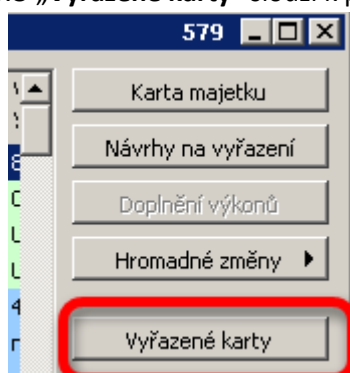 „Vyřazené karty“
579
Karta majetku
Návrhy na vyřazení
Doplnění výkonů
Hromadné změny
Vyřazené karty